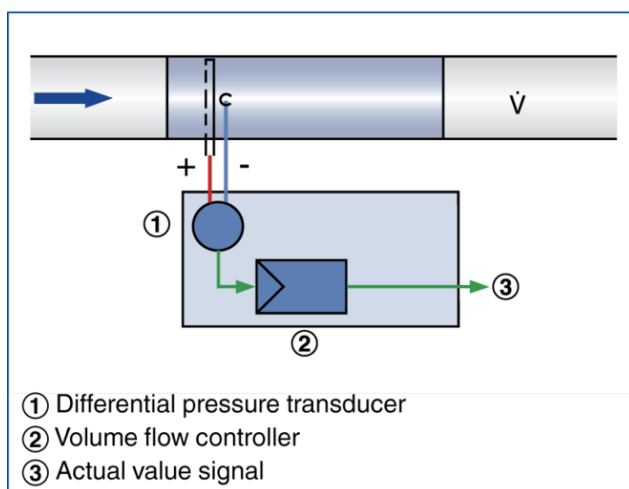 V̇
+ -
①
②
③
① Differential pressure transducer
② Volume flow controller
③ Actual value signal